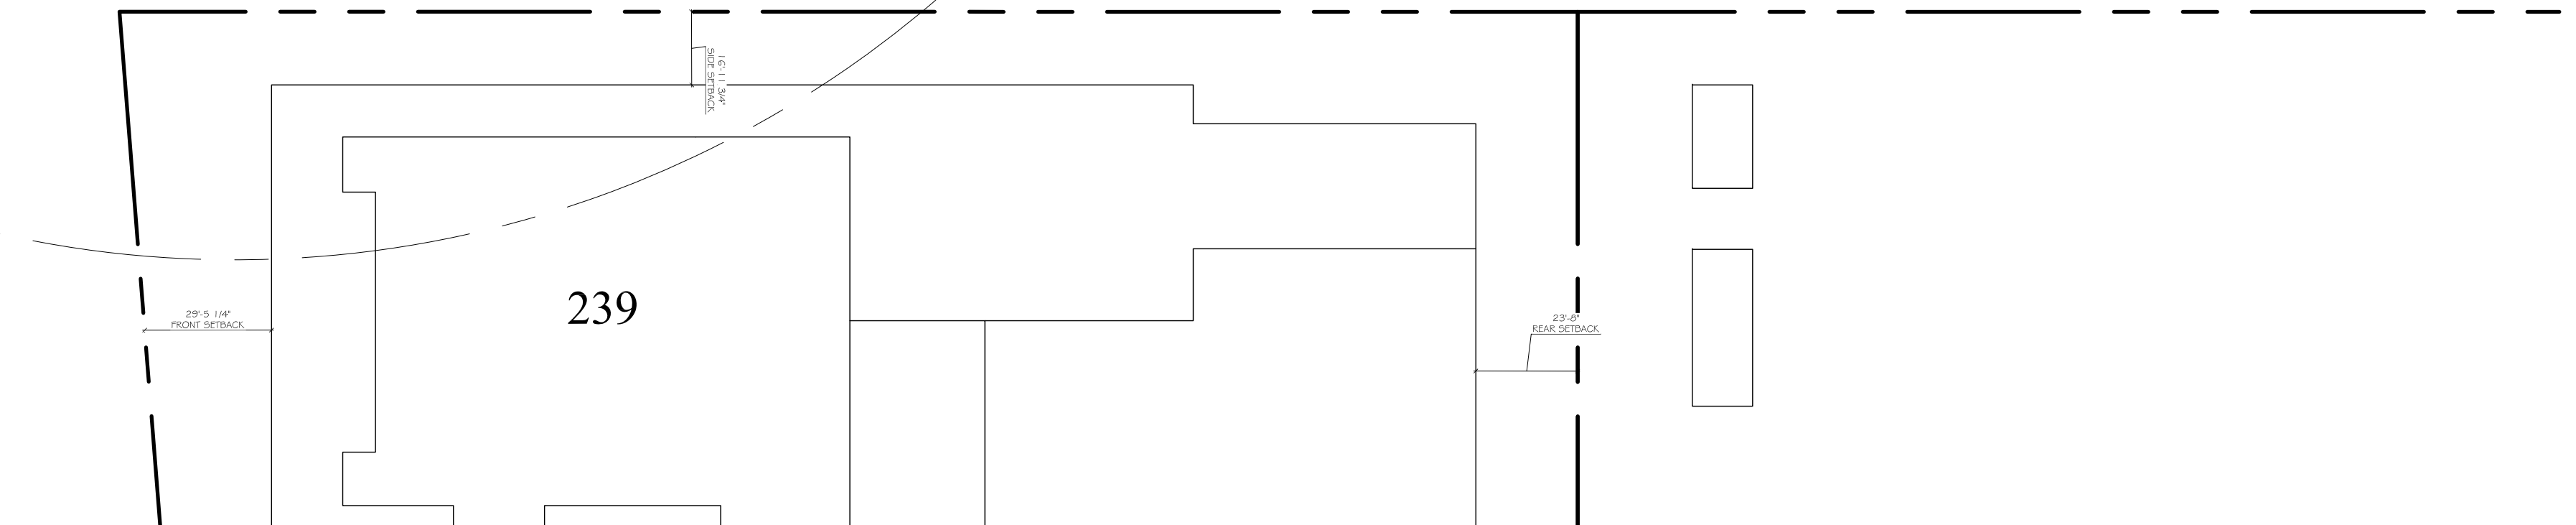 16'-11 3/4"
SIDE SETBACK
239
29'-5 1/4"
FRONT SETBACK
23'-8"
REAR SETBACK